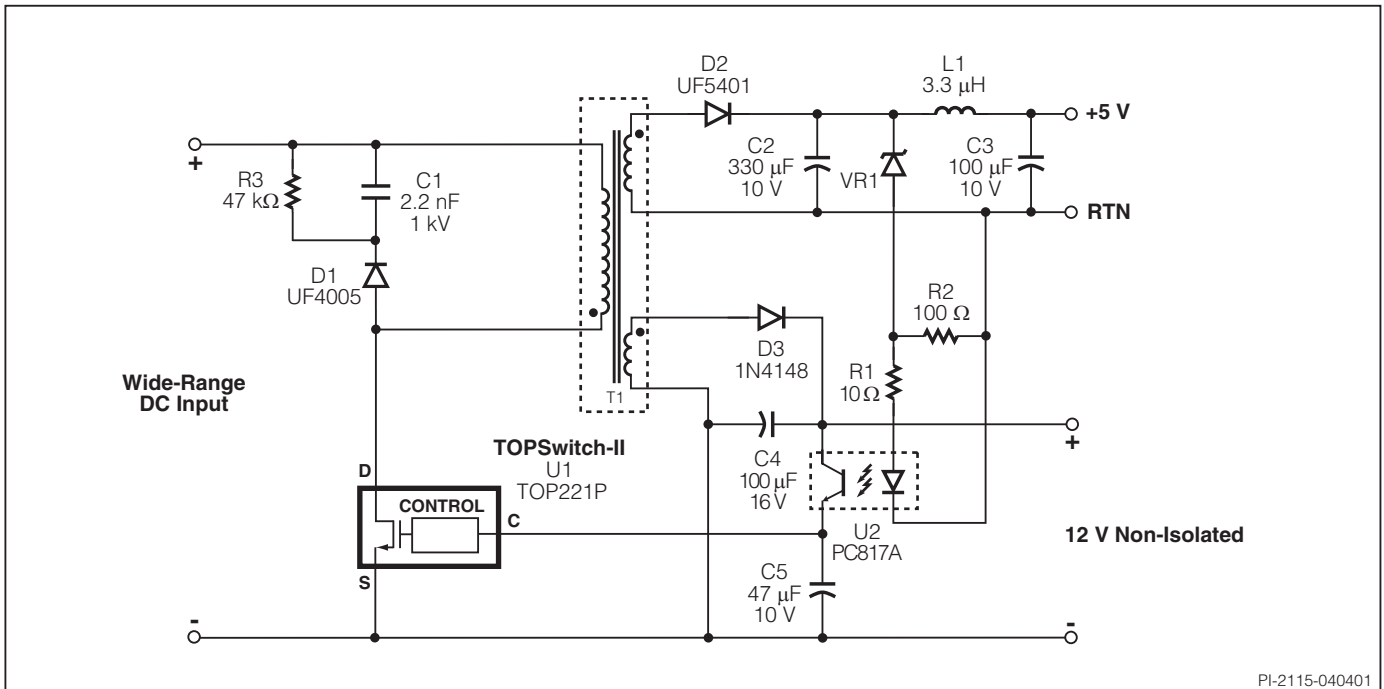 D2
UF5401
L1
3.3 μH
+5 V
+
R3
47 kΩ
C1
2.2 nF
1 kV
C2
330 μF
10 V
VR1
C3
100 μF
10 V
RTN
D1
UF4005
R2
100 Ω
D3
1N4148
R1
10 Ω
Wide-Range
DC Input
T1
+
TOPSwitch-II
U1
TOP221P
C4
100 μF
16 V
D
CONTROL
C
U2
PC817A
12 V Non-Isolated
S
C5
47 μF
10 V
-
-
PI-2115-040401